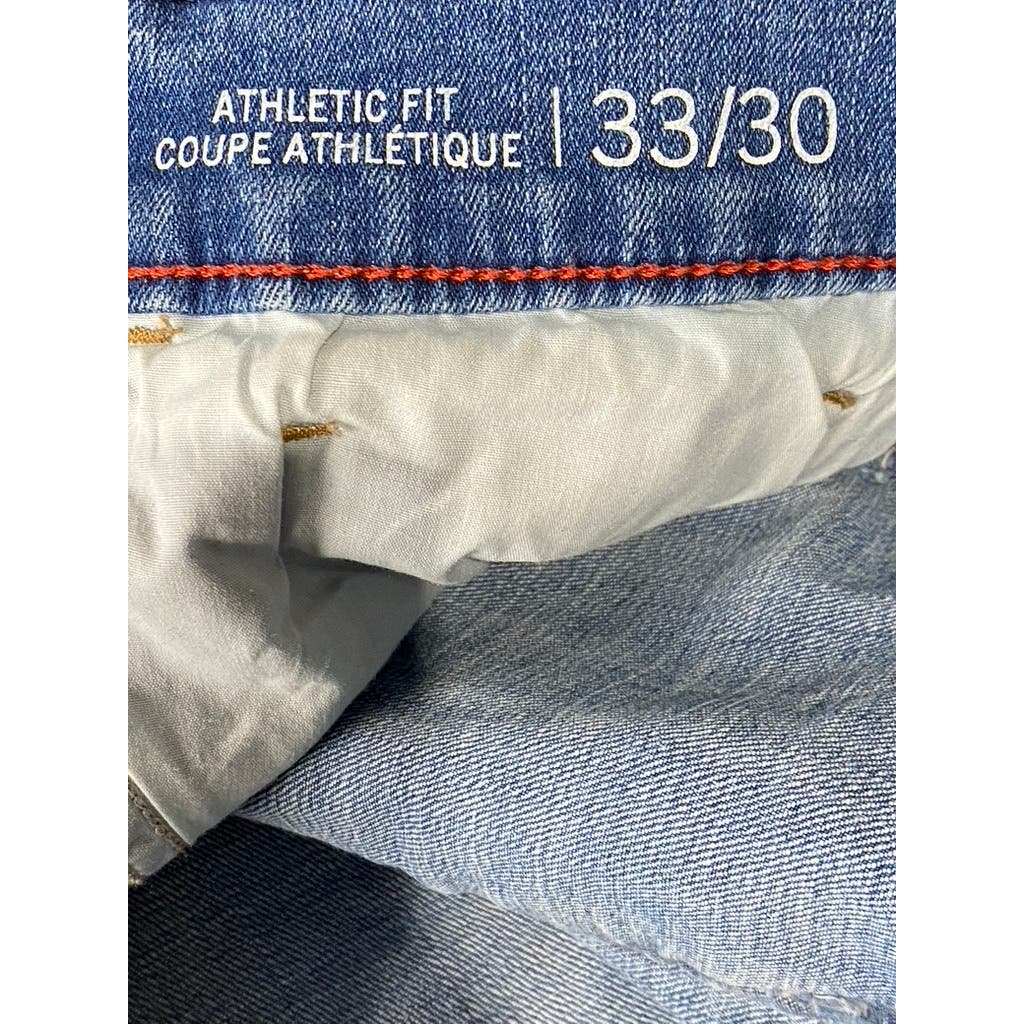 ATHLETIC FIT
COUPE ATHLÉTIQUE | 33/30